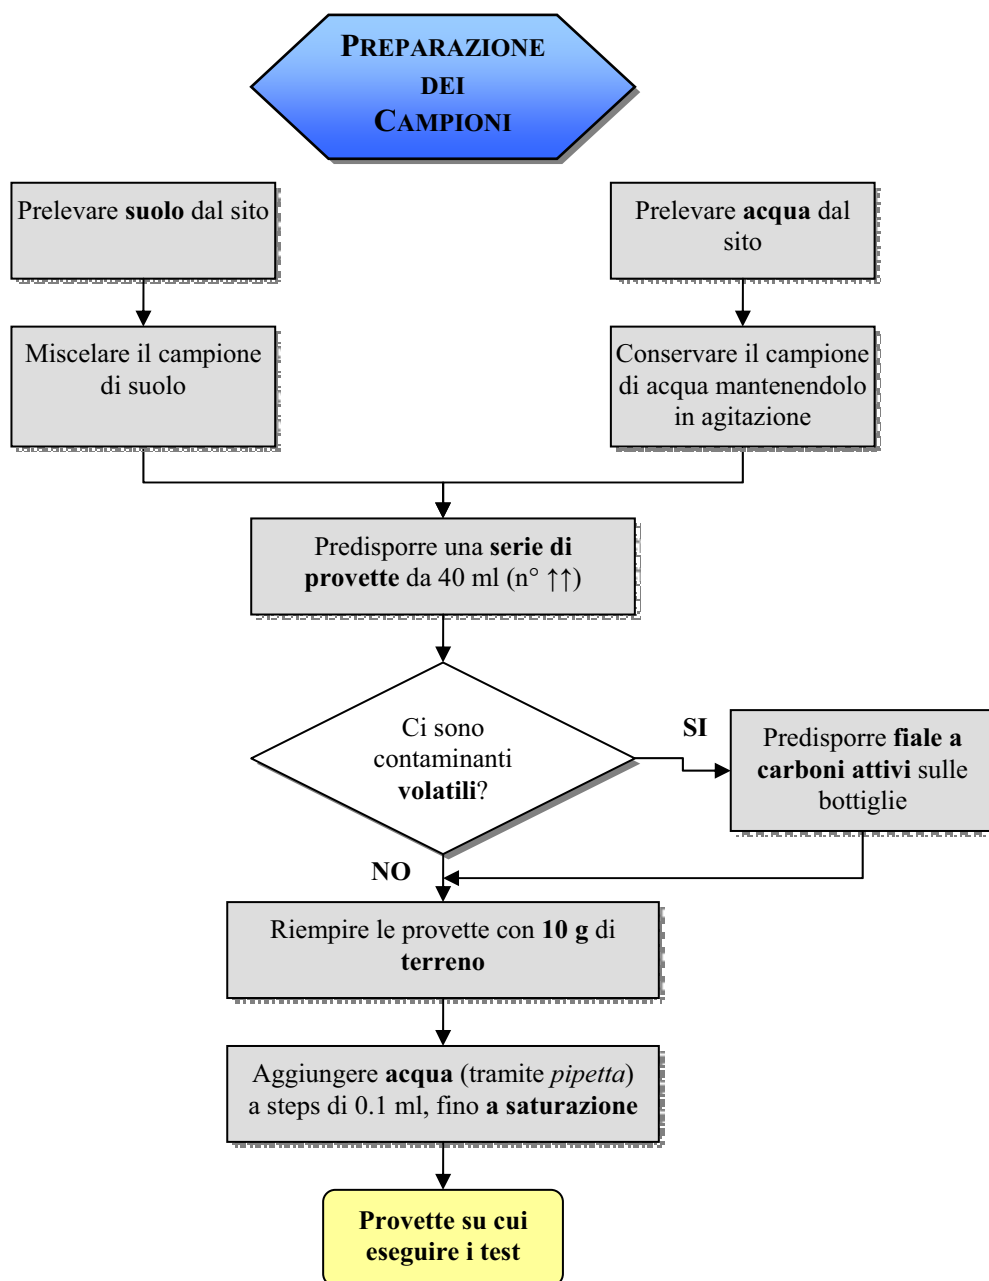 PREPARAZIONE
DEI
CAMPIONI
Prelevare suolo dal sito
Prelevare acqua dal
sito
Miscelare il campione
di suolo
Conservare il campione
di acqua mantenendolo
in agitazione
Predisporre una serie di
provette da 40 ml (n° ↑↑)
Ci sono
contaminanti
volatili?
SI
Predisporre fiale a
carboni attivi sulle
bottiglie
NO
Riempire le provette con 10 g di
terreno
Aggiungere acqua (tramite pipetta)
a steps di 0.1 ml, fino a saturazione
Provette su cui
eseguire i test